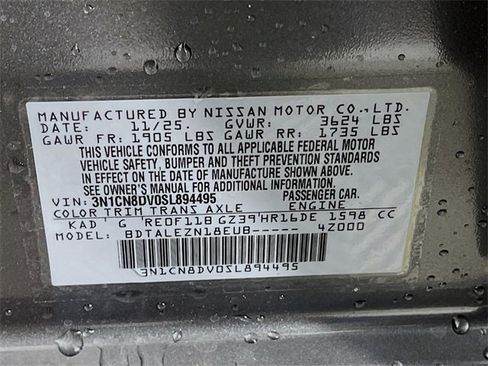 MANUFACTURED BY NISSAN MOTOR CO., LTD.
DATE: 11/25. GVWR: 3624 LBS
GAWR FR: 1905 LBS GAWR RR: 1735 LBS
THIS VEHICLE CONFORMS TO ALL APPLICABLE FEDERAL MOTOR
VEHICLE SAFETY, BUMPER AND THEFT PREVENTION STANDARDS
IN EFFECT ON THE DATE OF MANUFACTURE SHOWN ABOVE.
SEE OWNER'S MANUAL FOR ADDITIONAL INFORMATION.
VIN: 3N1CN8DV0SL894495 PASSENGER CAR.
COLOR TRIM TRANS AXLE ENGINE
KAD G RE0F11B GZ39 HR16DE 1598 CC
MODEL: BDTALEZN18EUB----- 4Z000
3N1CN8DV0SL894495